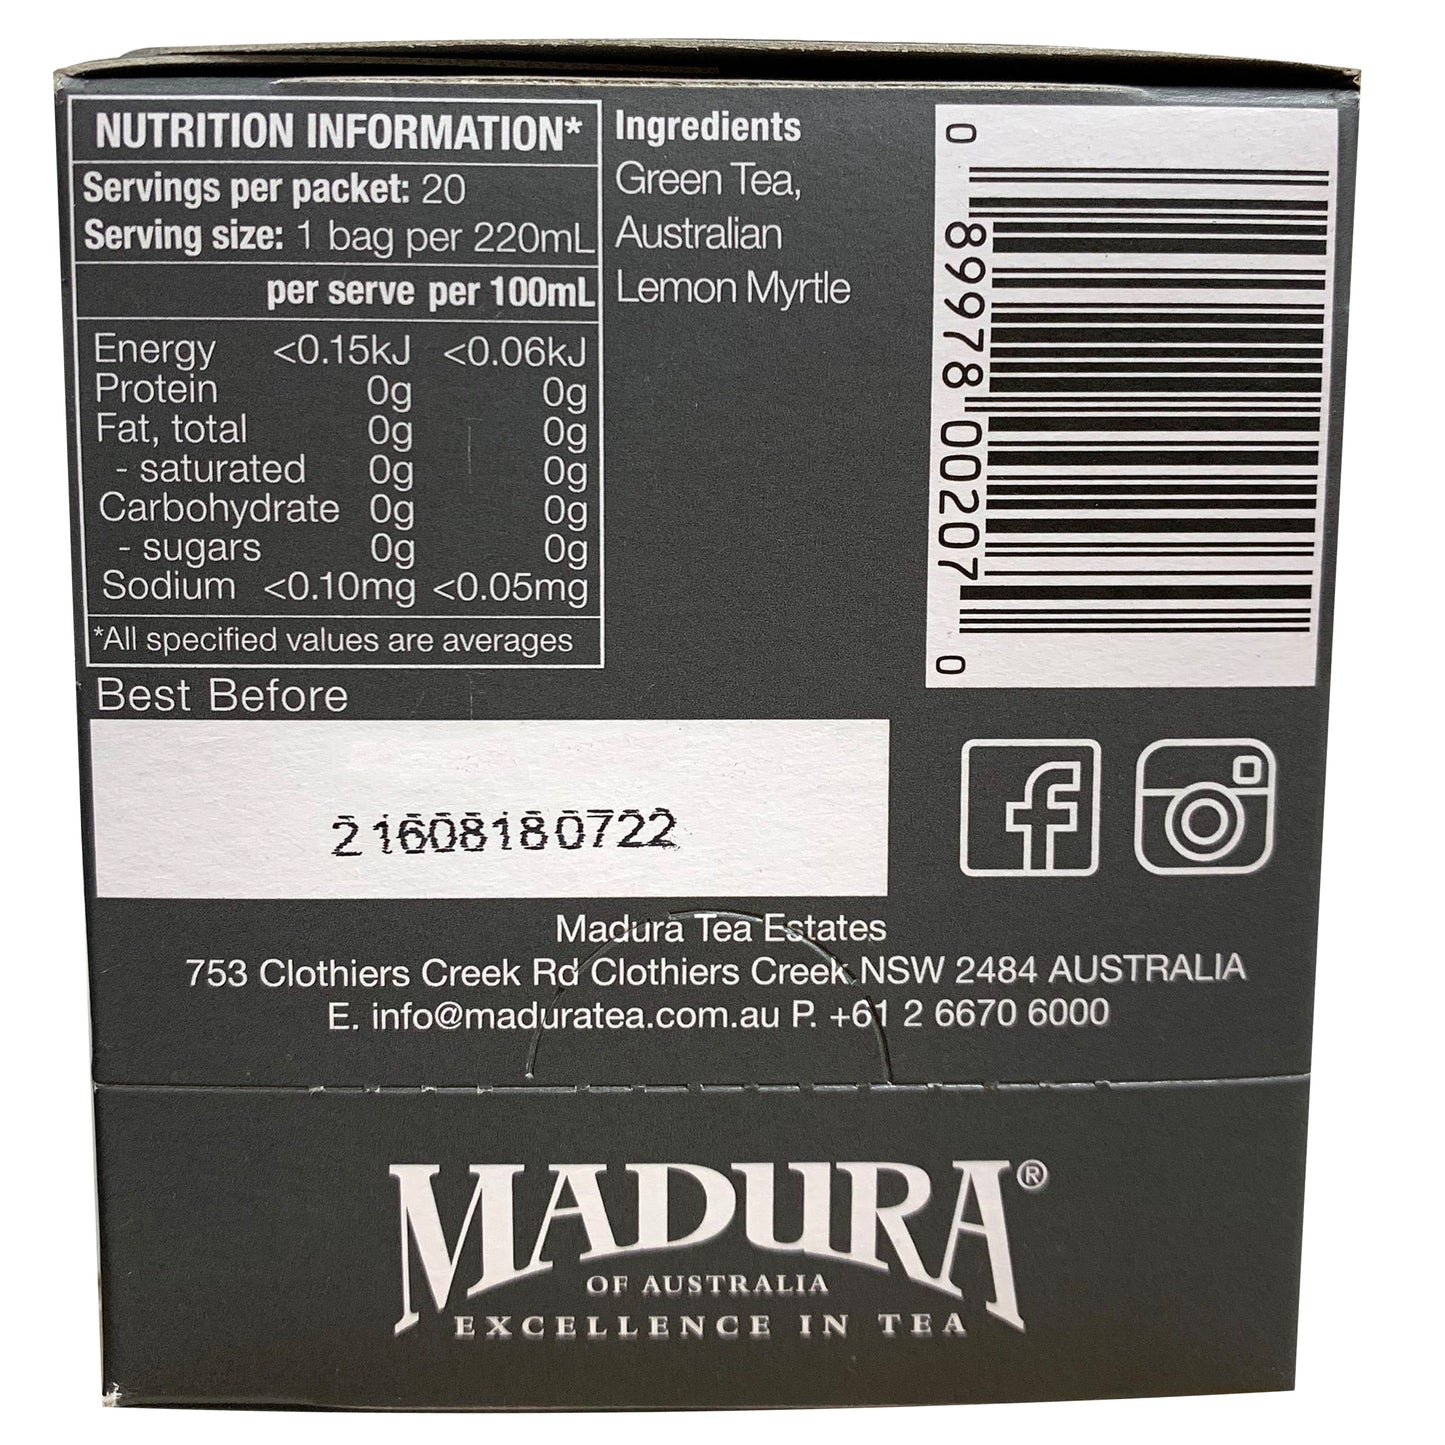 NUTRITION INFORMATION*
Servings per packet: 20
Serving size: 1 bag per 220mL
per serve per 100mL
Energy <0.15kJ <0.06kJ
Protein 0g 0g
Fat, total 0g 0g
- saturated 0g 0g
Carbohydrate 0g 0g
- sugars 0g 0g
Sodium <0.10mg <0.05mg
*All specified values are averages
Ingredients
Green Tea,
Australian
Lemon Myrtle
0 89978 00207 0
Best Before
21608180722
Madura Tea Estates
753 Clothiers Creek Rd Clothiers Creek NSW 2484 AUSTRALIA
E. info@maduratea.com.au P. +61 2 6670 6000
MADURA®
OF AUSTRALIA
EXCELLENCE IN TEA